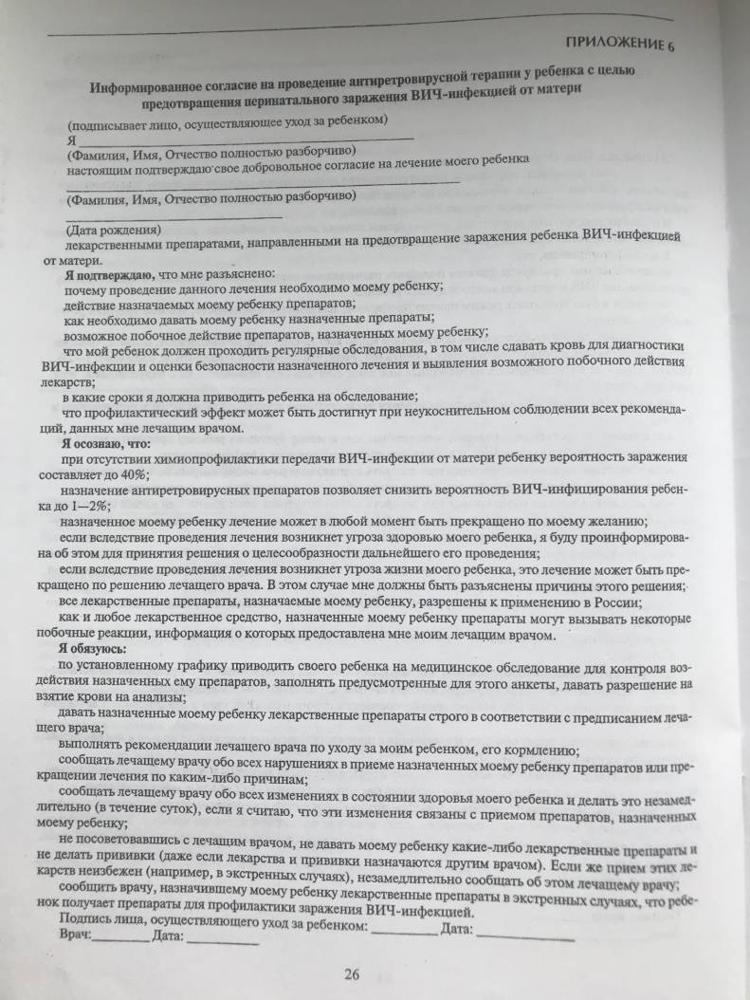 ПРИЛОЖЕНИЕ 6
Информированное согласие на проведение антиретровирусной терапии у ребенка с целью
предотвращения перинатального заражения ВИЧ-инфекцией от матери
(подписывает лицо, осуществляющее уход за ребенком)
Я
(Фамилия, Имя, Отчество полностью разборчиво)
настоящим подтверждаю свое добровольное согласие на лечение моего ребенка
(Фамилия, Имя, Отчество полностью разборчиво)
(Дата рождения)
лекарственными препаратами, направленными на предотвращение заражения ребенка ВИЧ-инфекцией
от матери.
Я подтверждаю, что мне разъяснено:
почему проведение данного лечения необходимо моему ребенку;
действие назначаемых моему ребенку препаратов;
как необходимо давать моему ребенку назначенные препараты;
возможное побочное действие препаратов, назначенных моему ребенку;
что мой ребенок должен проходить регулярные обследования, в том числе сдавать кровь для диагностики
ВИЧ-инфекции и оценки безопасности назначенного лечения и выявления возможного побочного действия
лекарств;
в какие сроки я должна приводить ребенка на обследование;
что профилактический эффект может быть достигнут при неукоснительном соблюдении всех рекоменда-
ций, данных мне лечащим врачом.
Я осознаю, что:
при отсутствии химиопрофилактики передачи ВИЧ-инфекции от матери ребенку вероятность заражения
составляет до 40%;
назначение антиретровирусных препаратов позволяет снизить вероятность ВИЧ-инфицирования ребен-
ка до 1—2%;
назначенное моему ребенку лечение может в любой момент быть прекращено по моему желанию;
если вследствие проведения лечения возникнет угроза здоровью моего ребенка, я буду проинформирова-
на об этом для принятия решения о целесообразности дальнейшего его проведения;
если вследствие проведения лечения возникнет угроза жизни моего ребенка, это лечение может быть пре-
кращено по решению лечащего врача. В этом случае мне должны быть разъяснены причины этого решения;
все лекарственные препараты, назначаемые моему ребенку, разрешены к применению в России;
как и любое лекарственное средство, назначенные моему ребенку препараты могут вызывать некоторые
побочные реакции, информация о которых предоставлена мне моим лечащим врачом.
Я обязуюсь:
по установленному графику приводить своего ребенка на медицинское обследование для контроля воз-
действия назначенных ему препаратов, заполнять предусмотренные для этого анкеты, давать разрешение на
взятие крови на анализы;
давать назначенные моему ребенку лекарственные препараты строго в соответствии с предписанием леча-
щего врача;
выполнять рекомендации лечащего врача по уходу за моим ребенком, его кормлению;
сообщать лечащему врачу обо всех нарушениях в приеме назначенных моему ребенку препаратов или пре-
кращении лечения по каким-либо причинам;
сообщать лечащему врачу обо всех изменениях в состоянии здоровья моего ребенка и делать это незамед-
лительно (в течение суток), если я считаю, что эти изменения связаны с приемом препаратов, назначенных
моему ребенку;
не посоветовавшись с лечащим врачом, не давать моему ребенку какие-либо лекарственные препараты и
не делать прививки (даже если лекарства и прививки назначаются другим врачом). Если же прием этих ле-
карств неизбежен (например, в экстренных случаях), незамедлительно сообщать об этом лечащему врачу;
сообщить врачу, назначившему моему ребенку лекарственные препараты в экстренных случаях, что ребе-
нок получает препараты для профилактики заражения ВИЧ-инфекцией.
Подпись лица, осуществляющего уход за ребенком: Дата:
Врач: Дата:
26